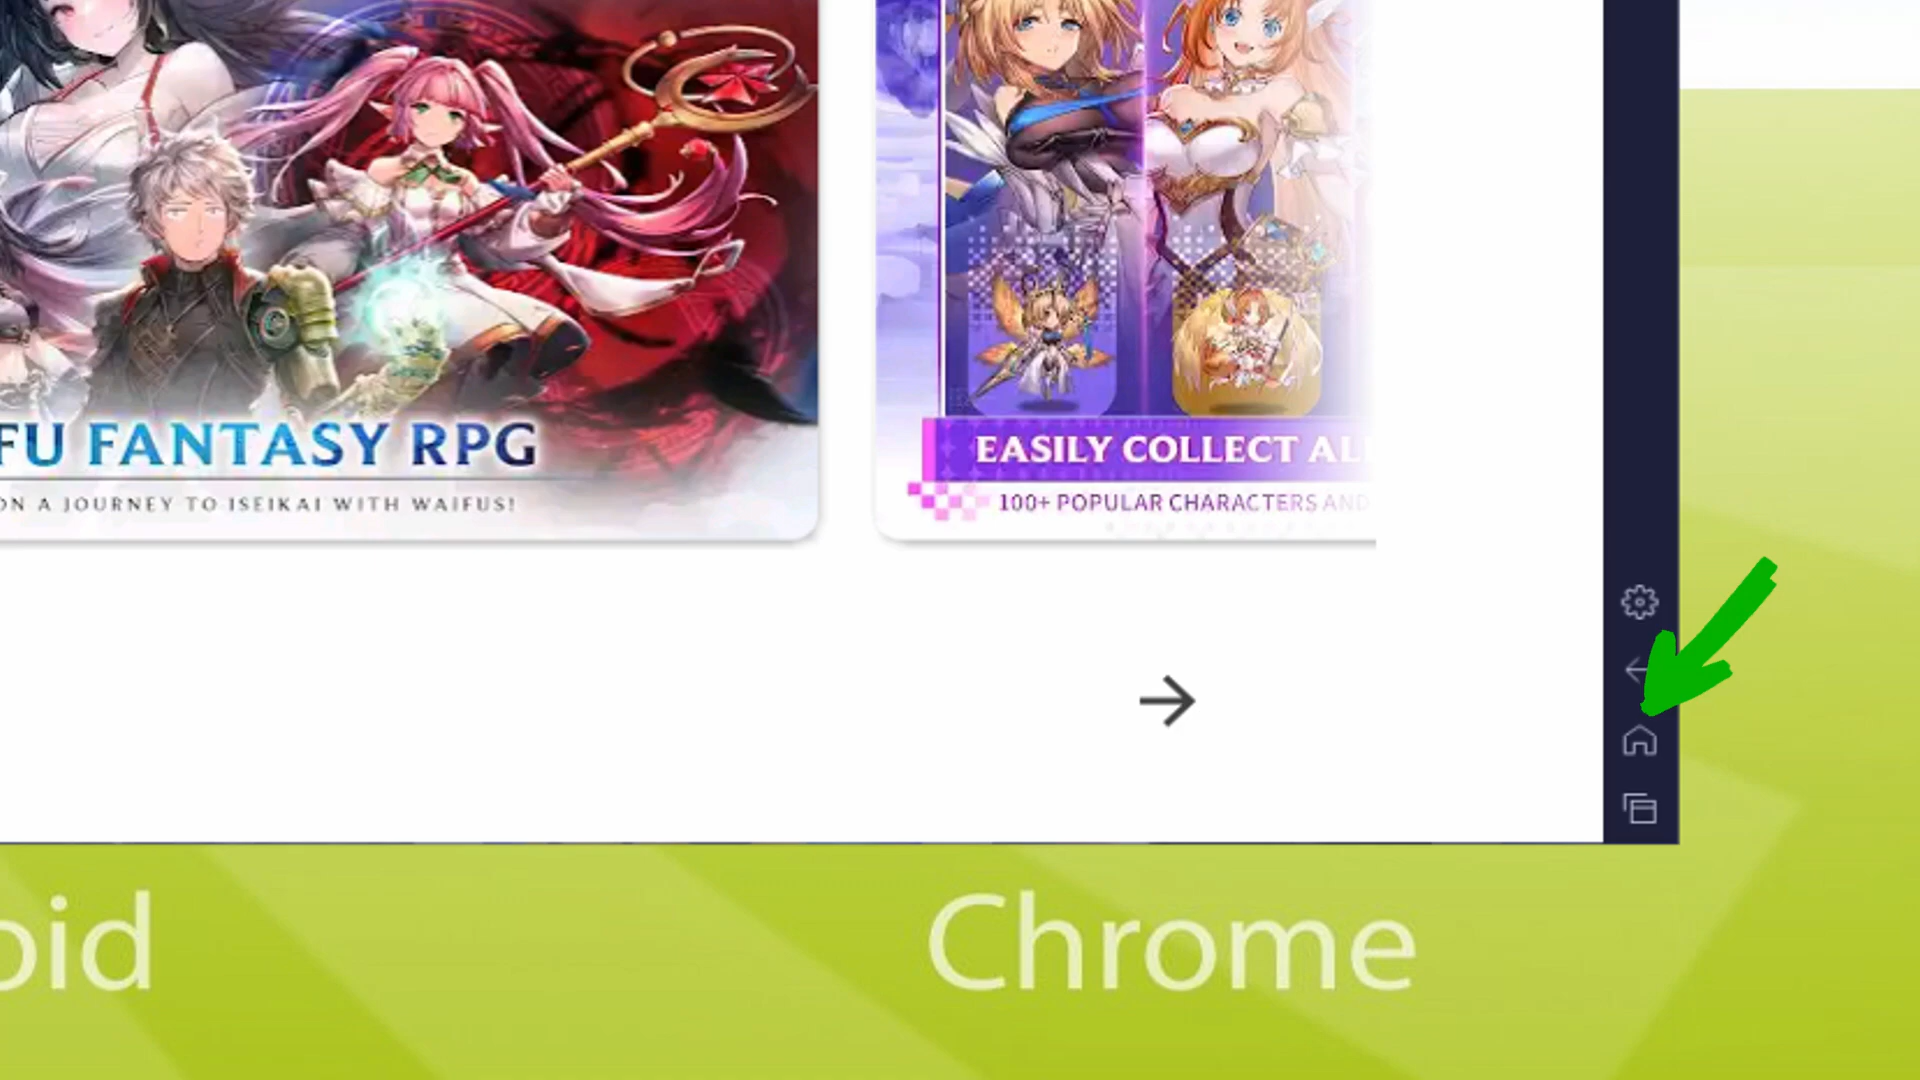 FU FANTASY RPG
ON A JOURNEY TO ISEIKAI WITH WAIFUS!
EASILY COLLECT AL
100+ POPULAR CHARACTERS AND
oid
Chrome